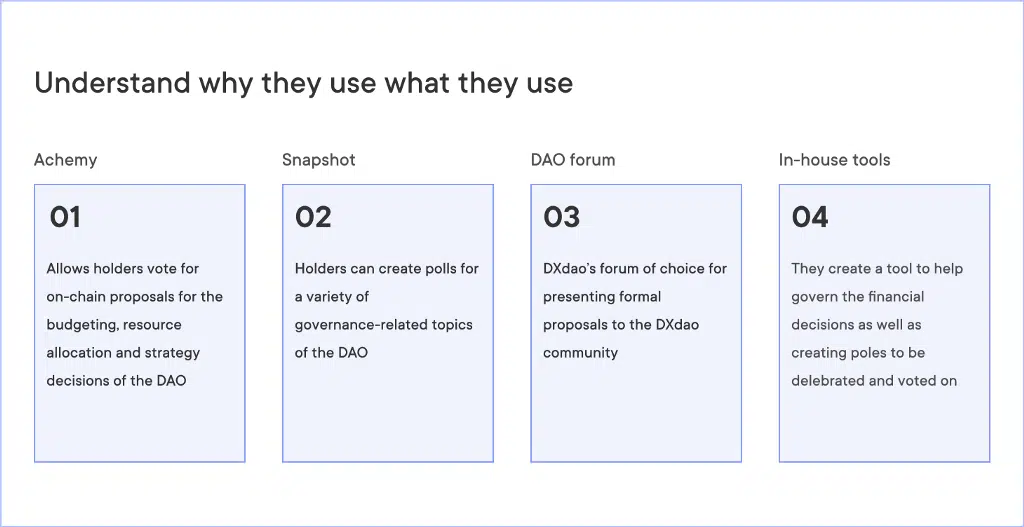 Understand why they use what they use
Achemy
01
Allows holders vote for
on-chain proposals for the
budgeting, resource
allocation and strategy
decisions of the DAO
Snapshot
02
Holders can create polls for
a variety of
governance-related topics
of the DAO
DAO forum
03
DXdao's forum of choice for
presenting formal
proposals to the DXdao
community
In-house tools
04
They create a tool to help
govern the financial
decisions as well as
creating poles to be
delebrated and voted on